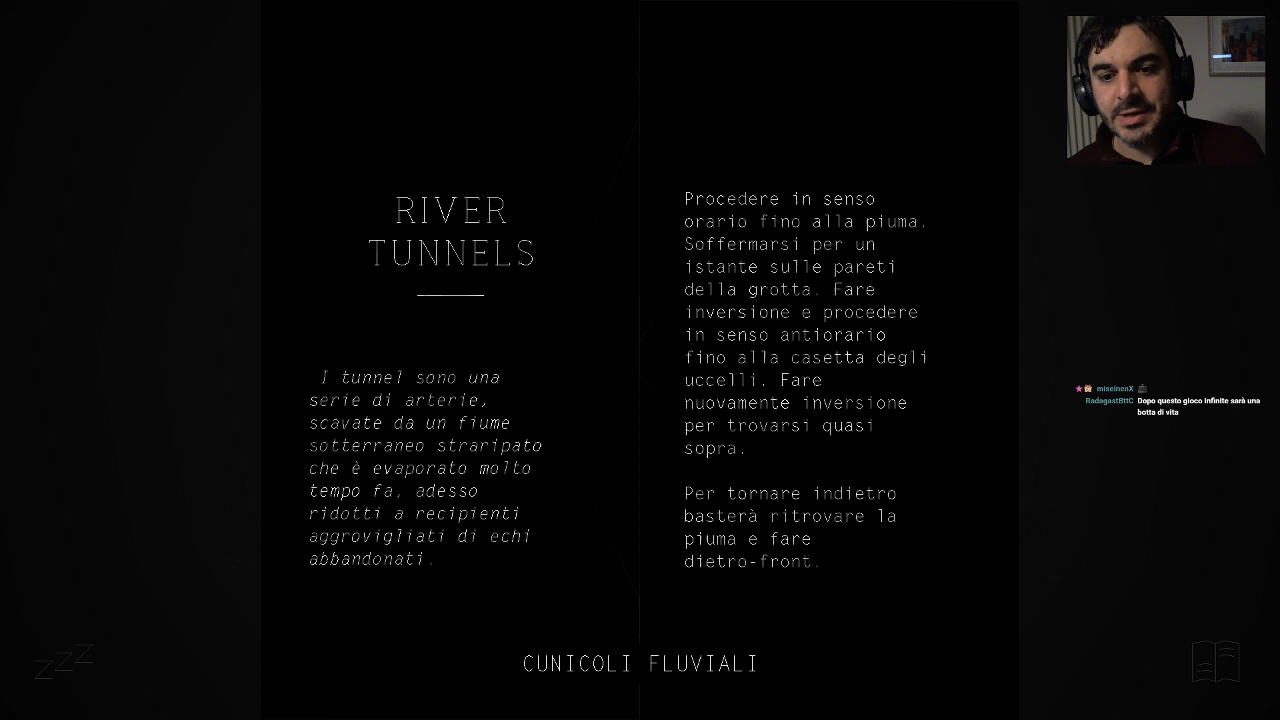 RIVER
TUNNELS
I tunnel sono una
serie di arterie,
scavate da un fiume
sotterraneo straripato
che è evaporato molto
tempo fa, adesso
ridotti a recipienti
aggrovigliati di echi
abbandonati.
Procedere in senso
orario fino alla piuma.
Soffermarsi per un
istante sulle pareti
della grotta. Fare
inversione e procedere
in senso antiorario
fino alla casetta degli
uccelli. Fare
nuovamente inversione
per trovarsi quasi
sopra.
Per tornare indietro
basterà ritrovare la
piuma e fare
dietro-front.
CUNICOLI FLUVIALI
miseinenX
RadagastBttC Dopo questo gioco Infinite sarà una
botta di vita
zzz